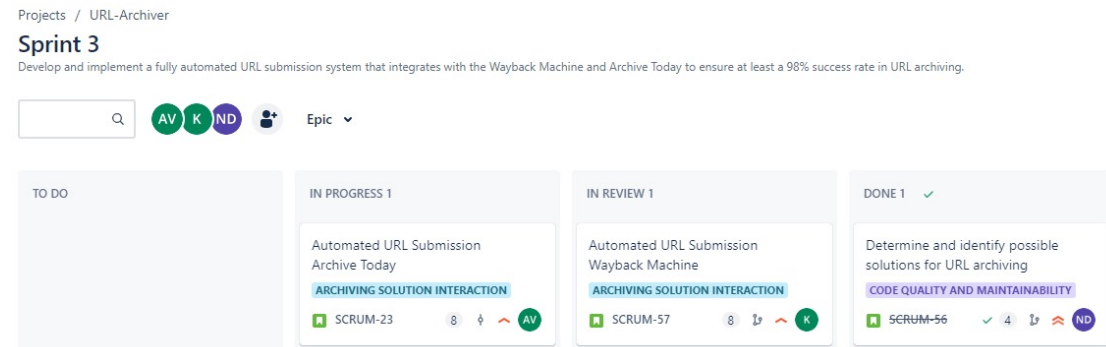 Projects / URL-Archiver
Sprint 3
Develop and implement a fully automated URL submission system that integrates with the Wayback Machine and Archive Today to ensure at least a 98% success rate in URL archiving.
AV K ND Epic
TO DO
IN PROGRESS 1
Automated URL Submission
Archive Today
ARCHIVING SOLUTION INTERACTION
SCRUM-23 8 AV
IN REVIEW 1
Automated URL Submission
Wayback Machine
ARCHIVING SOLUTION INTERACTION
SCRUM-57 8 K
DONE 1
Determine and identify possible
solutions for URL archiving
CODE QUALITY AND MAINTAINABILITY
SCRUM-56 4 ND